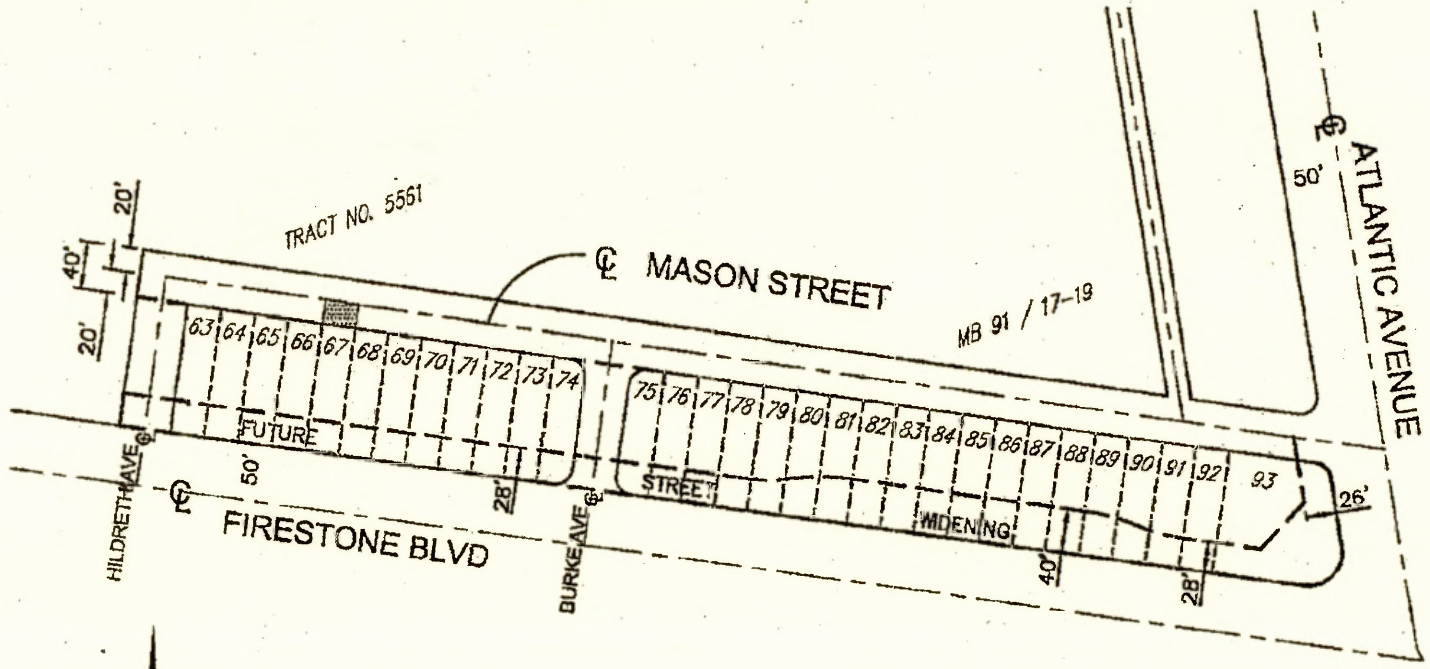 20'
40'
20'
TRACT NO. 5561
℄ MASON STREET
MB 91 / 17-19
℄ ATLANTIC AVENUE
50'
63 64 65 66 67 68 69 70 71 72 73 74
75 76 77 78 79 80 81 82 83 84 85 86 87 88 89 90 91 92 93
FUTURE
STREET
WIDENING
26'
HILDRETH AVE ℄
50'
28'
BURKE AVE ℄
40'
28'
℄ FIRESTONE BLVD